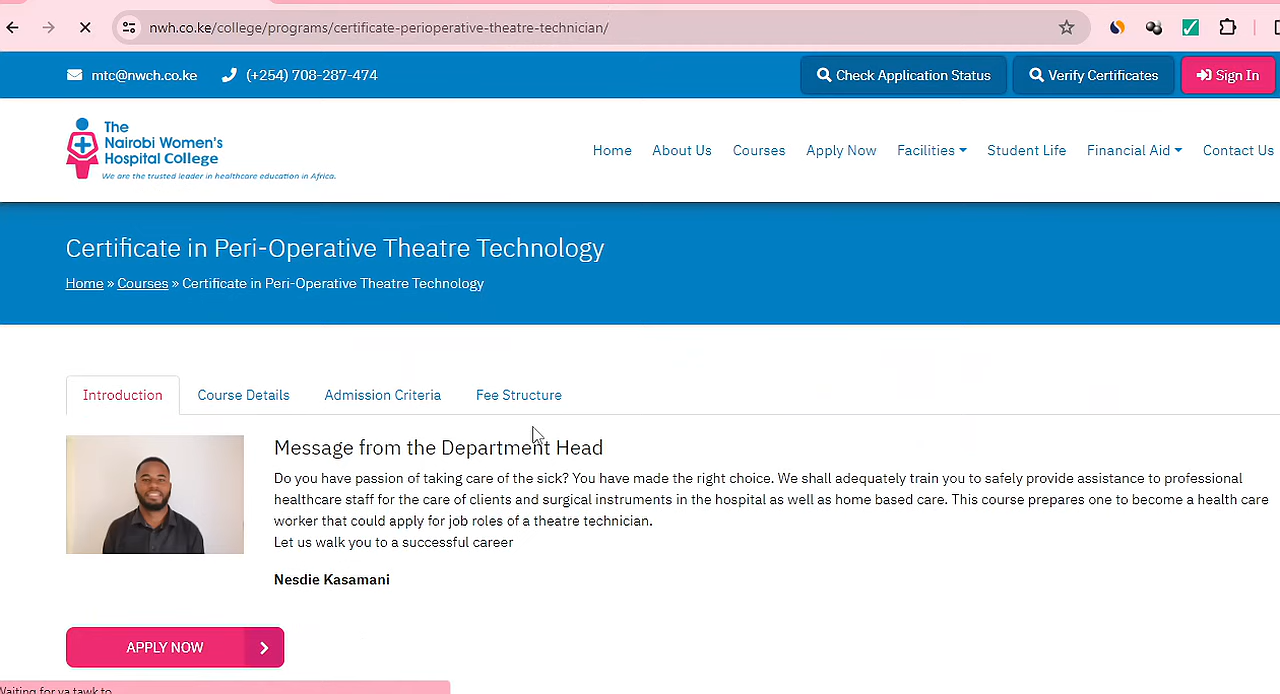 nwh.co.ke/college/programs/certificate-perioperative-theatre-technician/
mtc@nwch.co.ke (+254) 708-287-474 Check Application Status Verify Certificates Sign In
The
Nairobi Women's
Hospital College
We are the trusted leader in healthcare education in Africa.
Home About Us Courses Apply Now Facilities Student Life Financial Aid Contact Us
Certificate in Peri-Operative Theatre Technology
Home » Courses » Certificate in Peri-Operative Theatre Technology
Introduction Course Details Admission Criteria Fee Structure
Message from the Department Head
Do you have passion of taking care of the sick? You have made the right choice. We shall adequately train you to safely provide assistance to professional
healthcare staff for the care of clients and surgical instruments in the hospital as well as home based care. This course prepares one to become a health care
worker that could apply for job roles of a theatre technician.
Let us walk you to a successful career
Nesdie Kasamani
APPLY NOW
Waiting for va.tawk.to